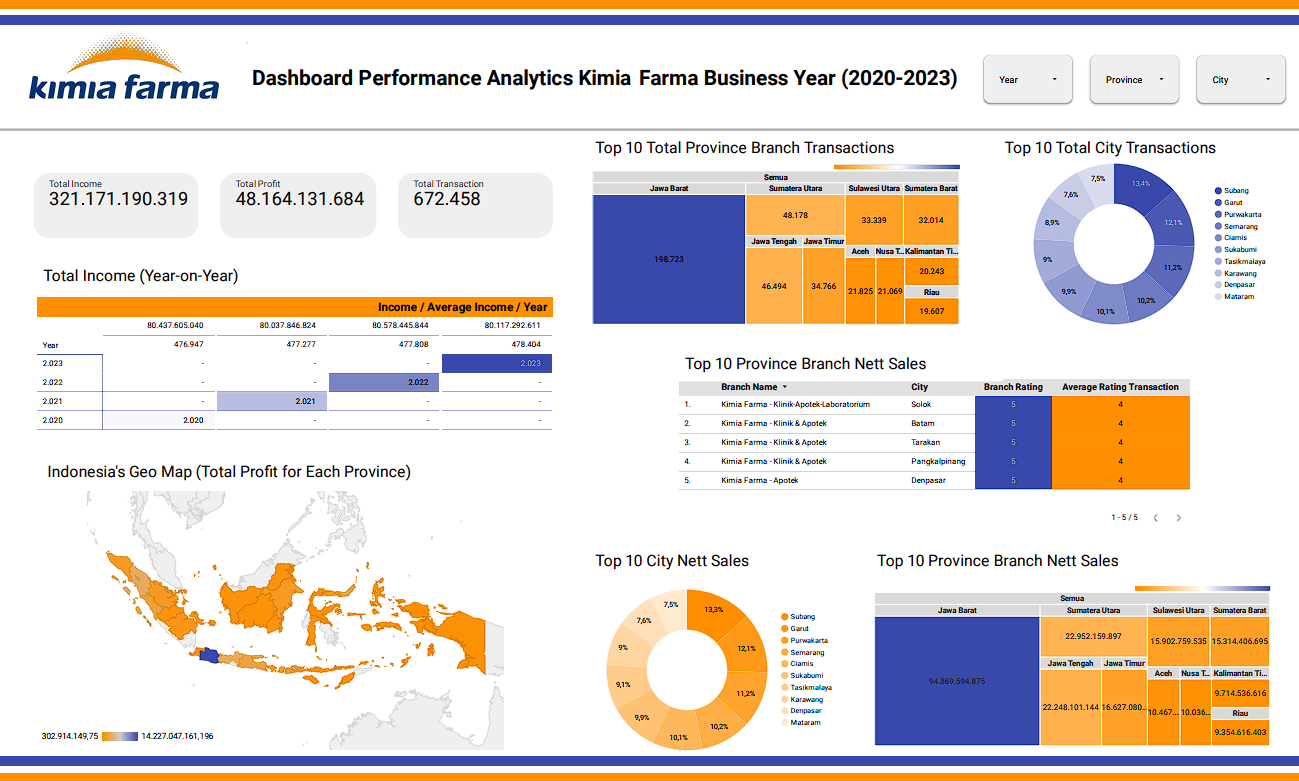 kimia farma
Dashboard Performance Analytics Kimia Farma Business Year (2020-2023)
Year
Province
City
Total Income
321.171.190.319
Total Profit
48.164.131.684
Total Transaction
672.458
Total Income (Year-on-Year)
Income / Average Income / Year
80.437.605.040 80.037.846.824 80.578.445.844 80.117.292.611
Year 476.947 477.277 477.808 478.404
2.023 - - - 2.023
2.022 - - 2.022 -
2.021 - 2.021 - -
2.020 2.020 - - -
Indonesia's Geo Map (Total Profit for Each Province)
302.914.149,75 14.227.047.161,196
Top 10 Total Province Branch Transactions
Semua
Jawa Barat Sumatera Utara Sulawesi Utara Sumatera Barat
198.723
48.178
33.339
32.014
Jawa Tengah Jawa Timur
46.494 34.766
Aceh Nusa T... Kalimantan Ti...
21.825 21.069
20.243
Riau
19.607
Top 10 Total City Transactions
13,4%
12,1%
11,2%
10,2%
10,1%
9,9%
9%
8,9%
7,6%
7,5%
Subang
Garut
Purwakarta
Semarang
Ciamis
Sukabumi
Tasikmalaya
Karawang
Denpasar
Mataram
Top 10 Province Branch Nett Sales
Branch Name City Branch Rating Average Rating Transaction
1. Kimia Farma - Klinik-Apotek-Laboratorium Solok 5 4
2. Kimia Farma - Klinik & Apotek Batam 5 4
3. Kimia Farma - Klinik & Apotek Tarakan 5 4
4. Kimia Farma - Klinik & Apotek Pangkalpinang 5 4
5. Kimia Farma - Apotek Denpasar 5 4
1 - 5 / 5
Top 10 City Nett Sales
13,3%
12,1%
11,2%
10,2%
10,1%
9,9%
9,1%
9%
7,6%
7,5%
Subang
Garut
Purwakarta
Semarang
Ciamis
Sukabumi
Tasikmalaya
Karawang
Denpasar
Mataram
Top 10 Province Branch Nett Sales
Semua
Jawa Barat Sumatera Utara Sulawesi Utara Sumatera Barat
94.869.594.875
22.952.159.897
15.902.759.535
15.314.406.695
Jawa Tengah Jawa Timur
22.248.101.144 16.627.080...
Aceh Nusa T... Kalimantan Ti...
10.467... 10.036...
9.714.536.616
Riau
9.354.616.403